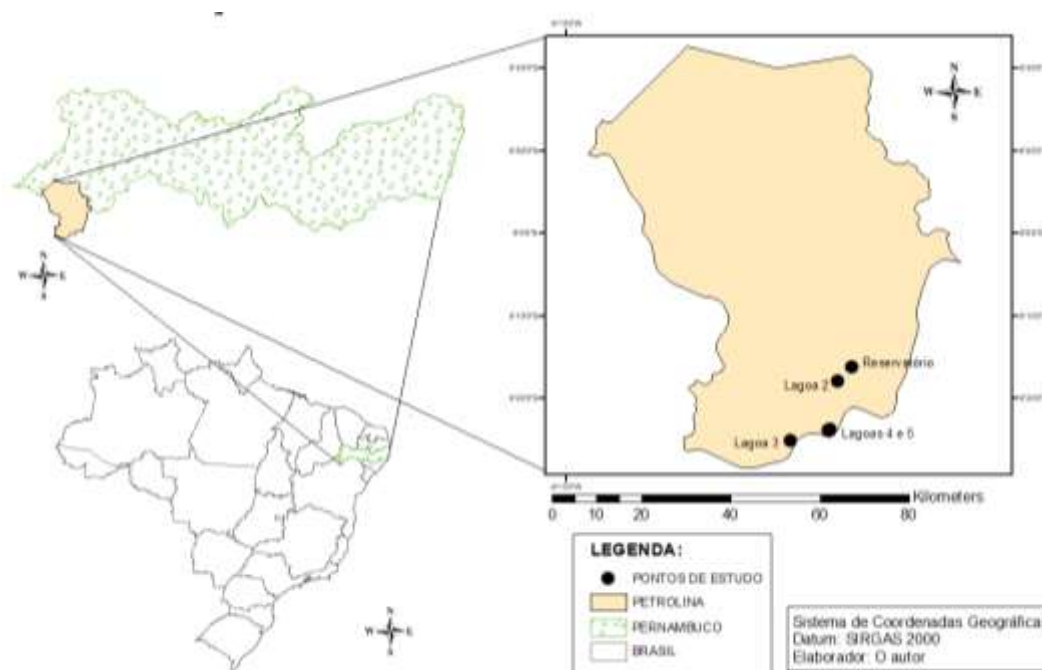 N
W E
S
N
W E
S
Reservatório
Lagoa 2
Lagoas 4 e 5
Lagoa 3
Kilometers
0 10 20 40 60 80
N
W E
S
LEGENDA:
PONTOS DE ESTUDO
PETROLINA
PERNAMBUCO
BRASIL
Sistema de Coordenadas Geográfica
Datum: SIRGAS 2000
Elaborador: O autor